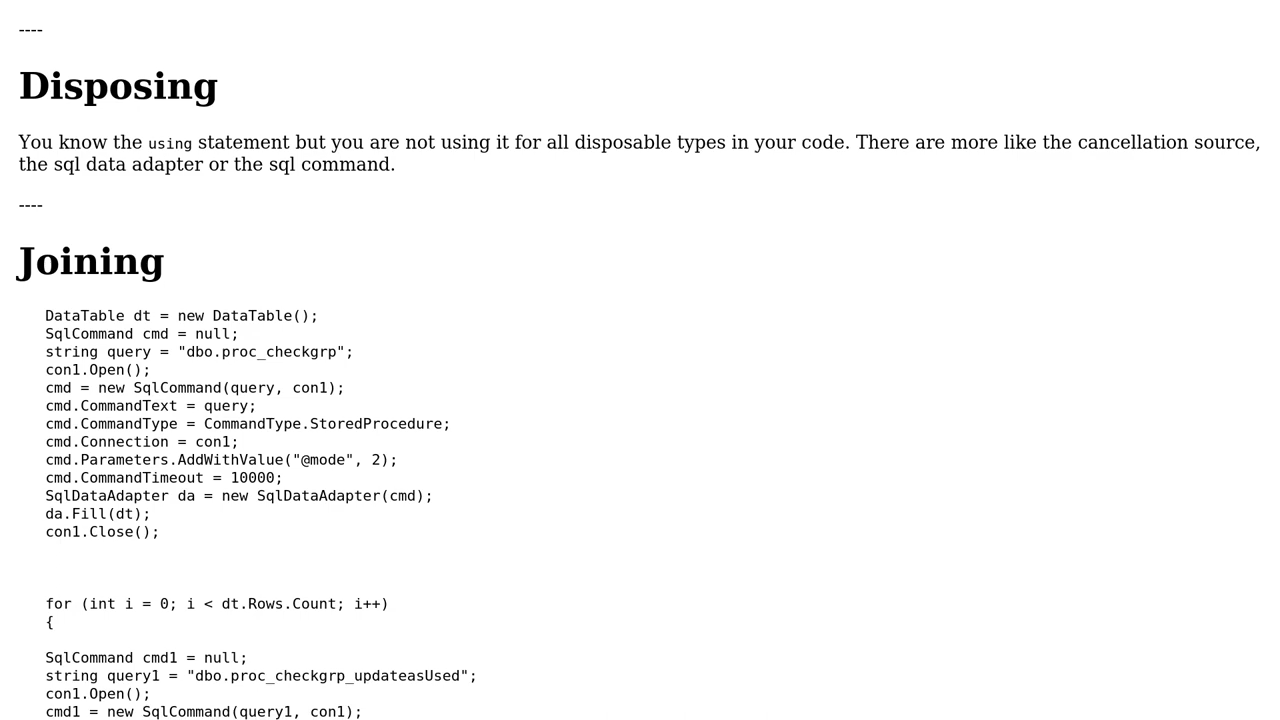 ----
Disposing
You know the using statement but you are not using it for all disposable types in your code. There are more like the cancellation source,
the sql data adapter or the sql command.
----
Joining
DataTable dt = new DataTable();
SqlCommand cmd = null;
string query = "dbo.proc_checkgrp";
con1.Open();
cmd = new SqlCommand(query, con1);
cmd.CommandText = query;
cmd.CommandType = CommandType.StoredProcedure;
cmd.Connection = con1;
cmd.Parameters.AddWithValue("@mode", 2);
cmd.CommandTimeout = 10000;
SqlDataAdapter da = new SqlDataAdapter(cmd);
da.Fill(dt);
con1.Close();
for (int i = 0; i < dt.Rows.Count; i++)
{
SqlCommand cmd1 = null;
string query1 = "dbo.proc_checkgrp_updateasUsed";
con1.Open();
cmd1 = new SqlCommand(query1, con1);